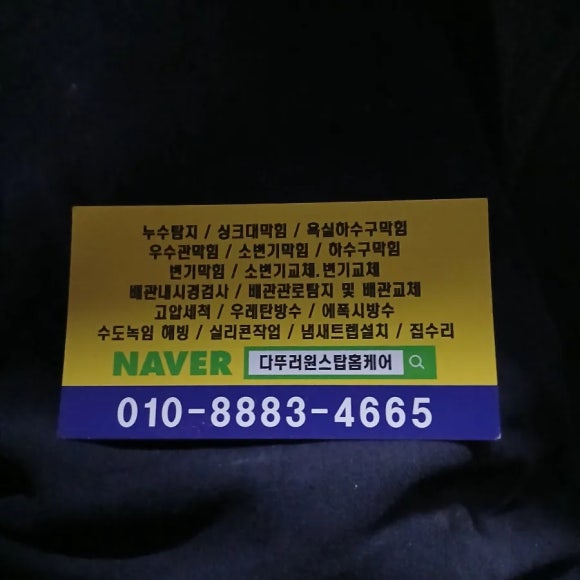 누수탐지 / 싱크대막힘 / 욕실하수구막힘
우수관막힘 / 소변기막힘 / 하수구막힘
변기막힘 / 소변기교체.변기교체
배관내시경검사 / 배관관로탐지 및 배관교체
고압세척 / 우레탄방수 / 에폭시방수
수도녹임 해빙 / 실리콘작업 / 냄새트렙설치 / 집수리
NAVER 다뚜러원스탑홈케어
010-8883-4665